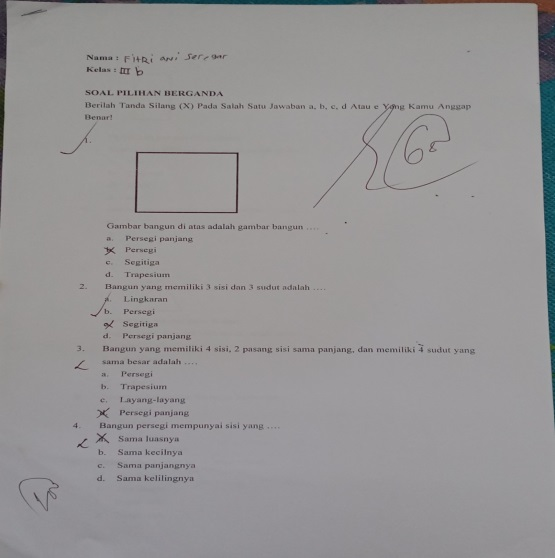 Nama : Fitri ani Seregar
Kelas : III b
SOAL PILIHAN BERGANDA
Berilah Tanda Silang (X) Pada Salah Satu Jawaban a, b, c, d Atau e Yang Kamu Anggap
Benar!
1.
Gambar bangun di atas adalah gambar bangun ....
a. Persegi panjang
b. Persegi
c. Segitiga
d. Trapesium
2. Bangun yang memiliki 3 sisi dan 3 sudut adalah ....
a. Lingkaran
b. Persegi
c. Segitiga
d. Persegi panjang
3. Bangun yang memiliki 4 sisi, 2 pasang sisi sama panjang, dan memiliki 4 sudut yang
sama besar adalah ....
a. Persegi
b. Trapesium
c. Layang-layang
d. Persegi panjang
4. Bangun persegi mempunyai sisi yang ....
a. Sama luasnya
b. Sama kecilnya
c. Sama panjangnya
d. Sama kelilingnya